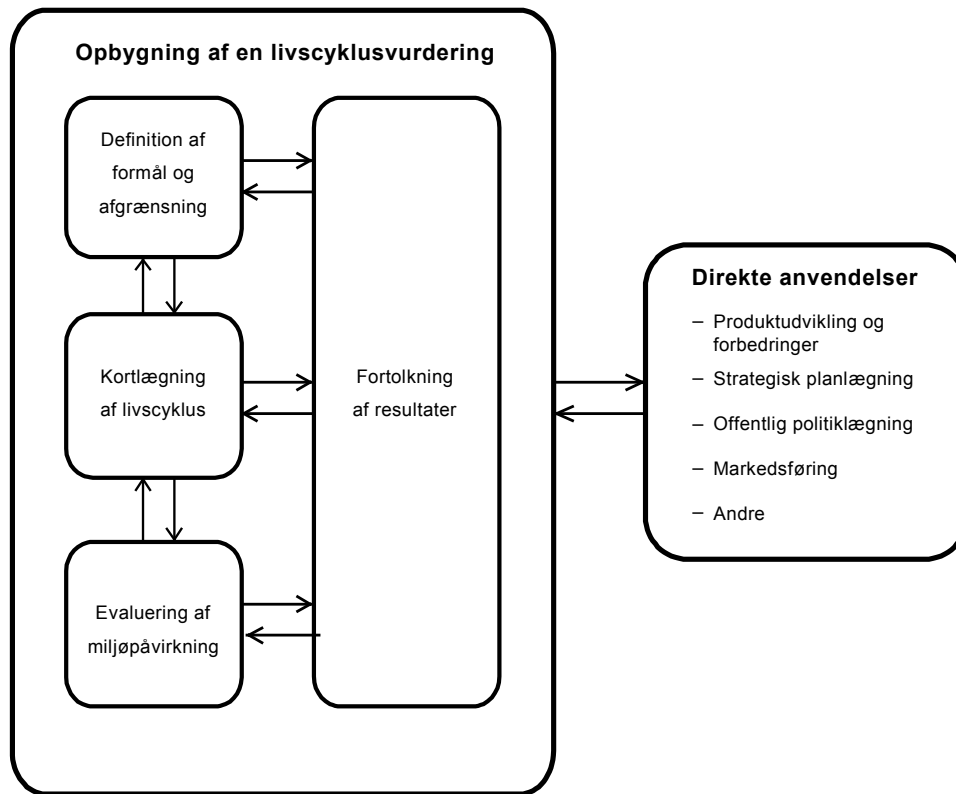 Opbygning af en livscyklusvurdering
Definition af
formål og
afgrænsning
Kortlægning
af livscyklus
Evaluering af
miljøpåvirkning
Fortolkning
af resultater
Direkte anvendelser
– Produktudvikling og
forbedringer
– Strategisk planlægning
– Offentlig politiklægning
– Markedsføring
– Andre